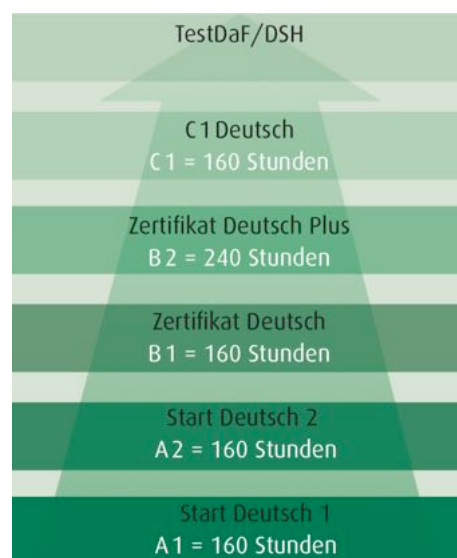 TestDaF/DSH
C1 Deutsch
C1 = 160 Stunden
Zertifikat Deutsch Plus
B2 = 240 Stunden
Zertifikat Deutsch
B1 = 160 Stunden
Start Deutsch 2
A2 = 160 Stunden
Start Deutsch 1
A1 = 160 Stunden